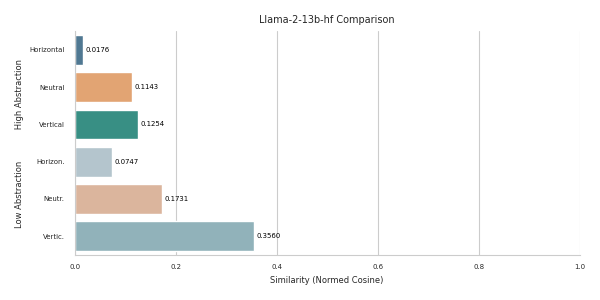 Llama-2-13b-hf Comparison
High Abstraction
Horizontal
0.0176
Neutral
0.1143
Vertical
0.1254
Low Abstraction
Horizon.
0.0747
Neutr.
0.1731
Vertic.
0.3560
0.0 0.2 0.4 0.6 0.8 1.0
Similarity (Normed Cosine)